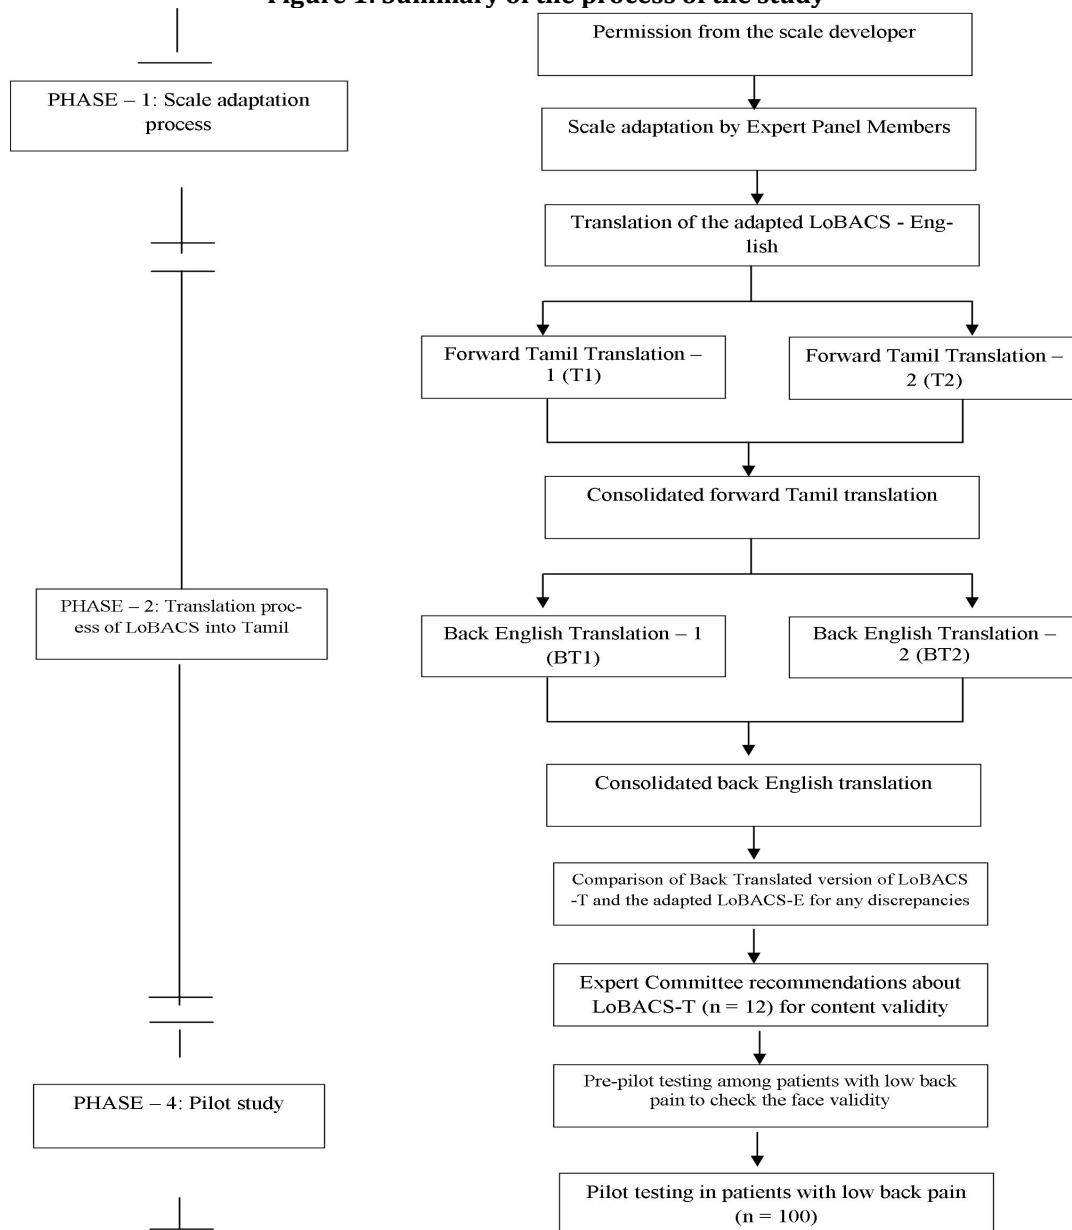 Figure 1: Summary of the process of the study
Permission from the scale developer
PHASE – 1: Scale adaptation
process
Scale adaptation by Expert Panel Members
Translation of the adapted LoBACS - Eng-
lish
Forward Tamil Translation –
1 (T1)
Forward Tamil Translation –
2 (T2)
Consolidated forward Tamil translation
PHASE – 2: Translation proc-
ess of LoBACS into Tamil
Back English Translation – 1
(BT1)
Back English Translation –
2 (BT2)
Consolidated back English translation
Comparison of Back Translated version of LoBACS
-T and the adapted LoBACS-E for any discrepancies
Expert Committee recommendations about
LoBACS-T (n = 12) for content validity
Pre-pilot testing among patients with low back
pain to check the face validity
PHASE – 4: Pilot study
Pilot testing in patients with low back pain
(n = 100)